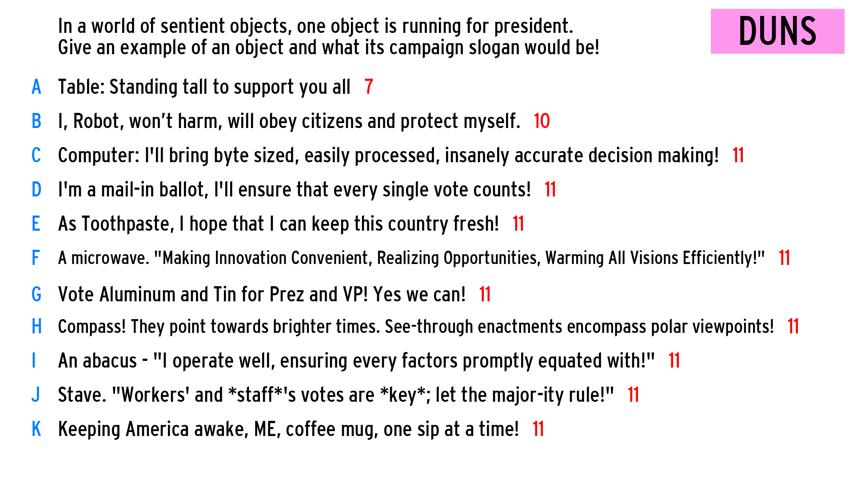 In a world of sentient objects, one object is running for president.
Give an example of an object and what its campaign slogan would be!
DUNS
A Table: Standing tall to support you all 7
B I, Robot, won't harm, will obey citizens and protect myself. 10
C Computer: I'll bring byte sized, easily processed, insanely accurate decision making! 11
D I'm a mail-in ballot, I'll ensure that every single vote counts! 11
E As Toothpaste, I hope that I can keep this country fresh! 11
F A microwave. "Making Innovation Convenient, Realizing Opportunities, Warming All Visions Efficiently!" 11
G Vote Aluminum and Tin for Prez and VP! Yes we can! 11
H Compass! They point towards brighter times. See-through enactments encompass polar viewpoints! 11
I An abacus - "I operate well, ensuring every factors promptly equated with!" 11
J Stave. "Workers' and *staff*'s votes are *key*; let the major-ity rule!" 11
K Keeping America awake, ME, coffee mug, one sip at a time! 11